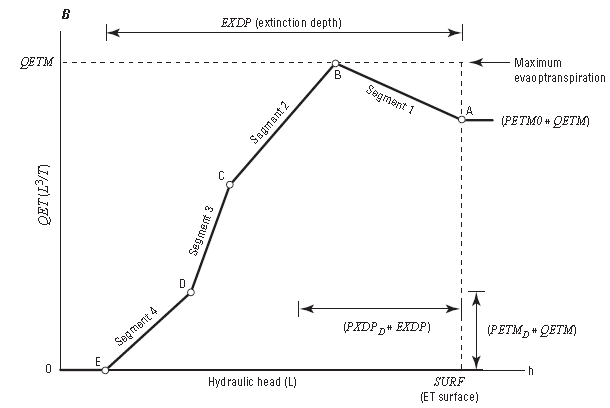 B
EXDP (extinction depth)
QETM
Maximum
evaoptranspiration
B
Segment 1
A
(PETM0 * QETM)
Segment 2
C
QET (L³/T)
Segment 3
D
(PXDP_D * EXDP)
(PETM_D * QETM)
Segment 4
E
0
h
Hydraulic head (L)
SURF
(ET surface)